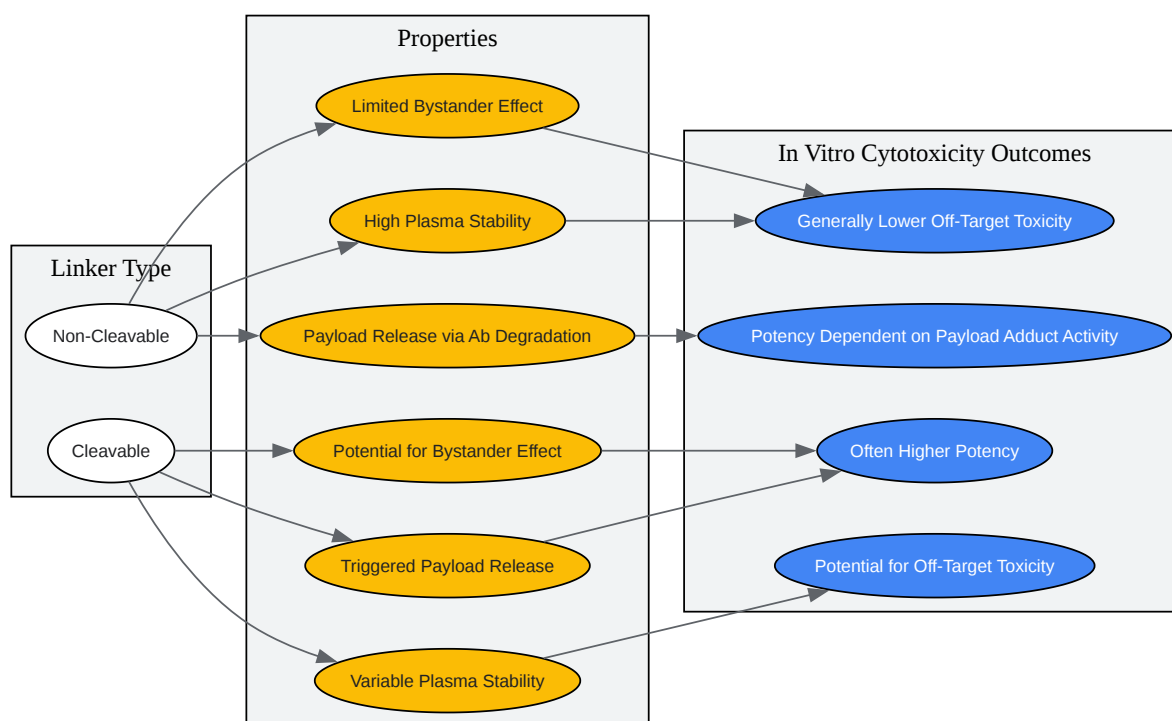 Properties
Limited Bystander Effect
In Vitro Cytotoxicity Outcomes
High Plasma Stability
Generally Lower Off-Target Toxicity
Linker Type
Non-Cleavable
Payload Release via Ab Degradation
Potency Dependent on Payload Adduct Activity
Cleavable
Potential for Bystander Effect
Often Higher Potency
Triggered Payload Release
Potential for Off-Target Toxicity
Variable Plasma Stability